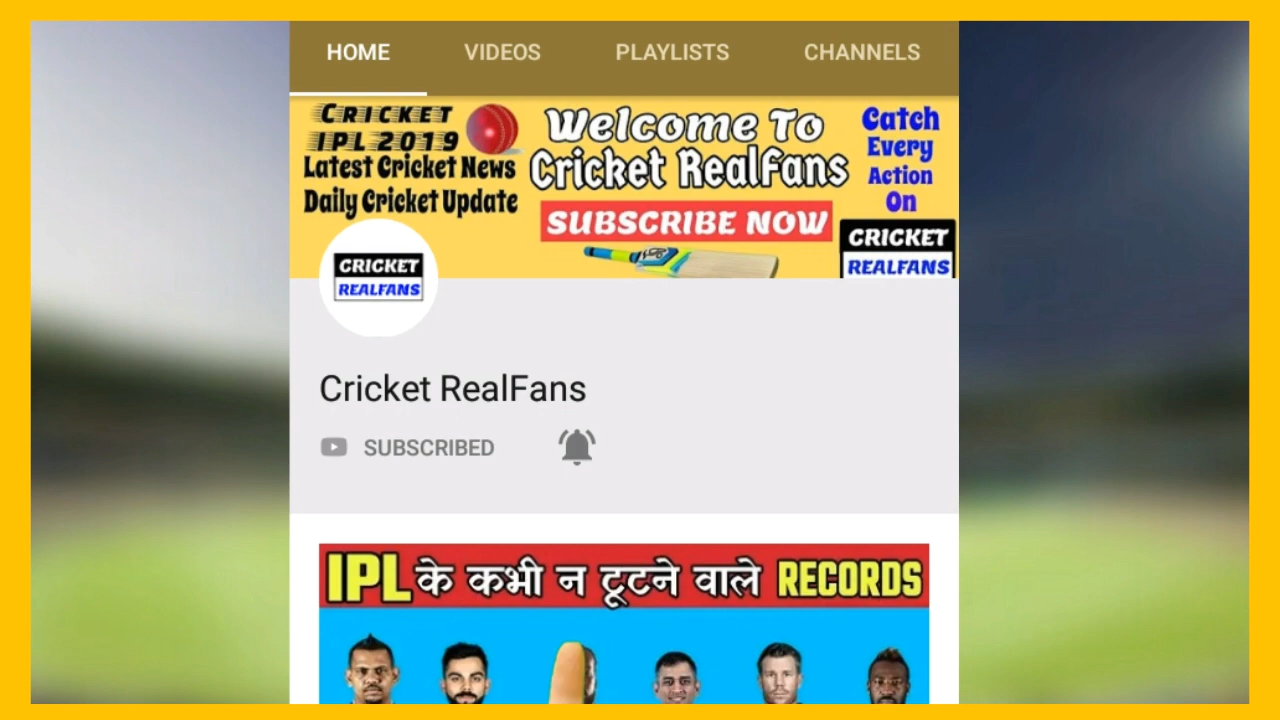 HOME VIDEOS PLAYLISTS CHANNELS
CRICKET
IPL 2019
Latest Cricket News
Daily Cricket Update
Welcome To
Cricket RealFans
SUBSCRIBE NOW
Catch
Every
Action
On
CRICKET
REALFANS
CRICKET
REALFANS
Cricket RealFans
SUBSCRIBED
IPL के कभी न टूटने वाले RECORDS